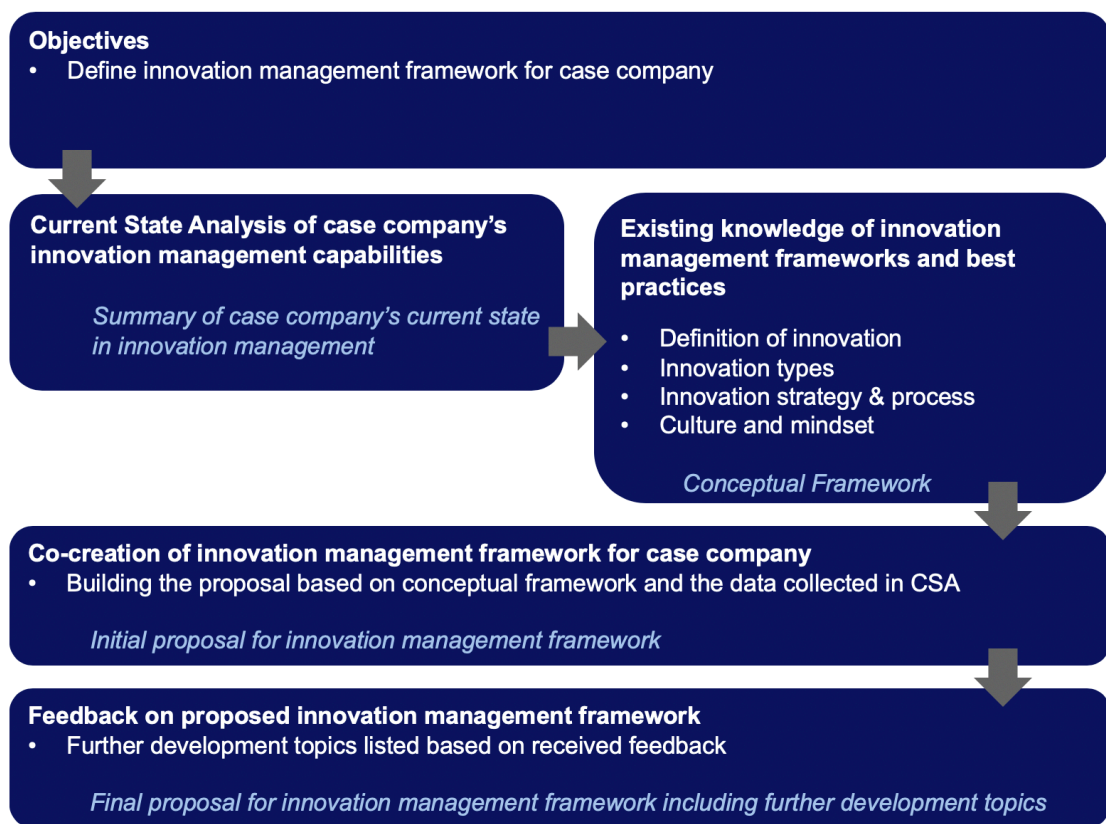 Objectives
• Define innovation management framework for case company
Current State Analysis of case company’s
innovation management capabilities
Summary of case company’s current state
in innovation management
Existing knowledge of innovation
management frameworks and best
practices
• Definition of innovation
• Innovation types
• Innovation strategy & process
• Culture and mindset
Conceptual Framework
Co-creation of innovation management framework for case company
• Building the proposal based on conceptual framework and the data collected in CSA
Initial proposal for innovation management framework
Feedback on proposed innovation management framework
• Further development topics listed based on received feedback
Final proposal for innovation management framework including further development topics